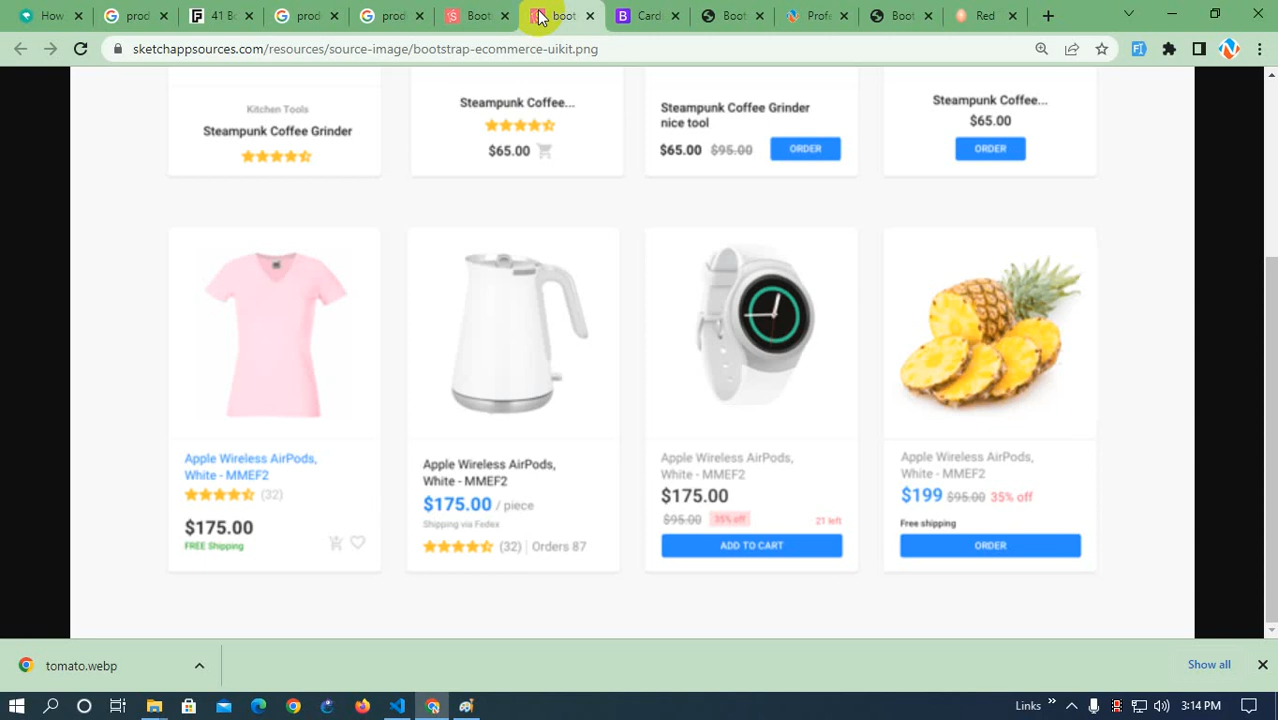 How
prod
41 B
prod
prod
Boot
boot
Card
Boot
Profe
Boot
Red
sketchappsources.com/resources/source-image/bootstrap-ecommerce-uikit.png
Kitchen Tools
Steampunk Coffee Grinder
Steampunk Coffee...
$65.00
Steampunk Coffee Grinder
nice tool
$65.00 $95.00 ORDER
Steampunk Coffee...
$65.00
ORDER
Apple Wireless AirPods,
White - MMEF2
(32)
$175.00
FREE Shipping
Apple Wireless AirPods,
White - MMEF2
$175.00 / piece
Shipping via Fedex
(32) Orders 87
Apple Wireless AirPods,
White - MMEF2
$175.00
$95.00 35% off 21 left
ADD TO CART
Apple Wireless AirPods,
White - MMEF2
$199 $95.00 35% off
Free shipping
ORDER
tomato.webp
Show all
Links
3:14 PM